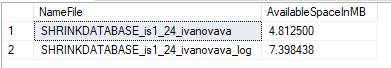 NameFile AvailableSpaceInMB
1 SHRINKDATABASE_is1_24_ivanovava 4.812500
2 SHRINKDATABASE_is1_24_ivanovava_log 7.398438